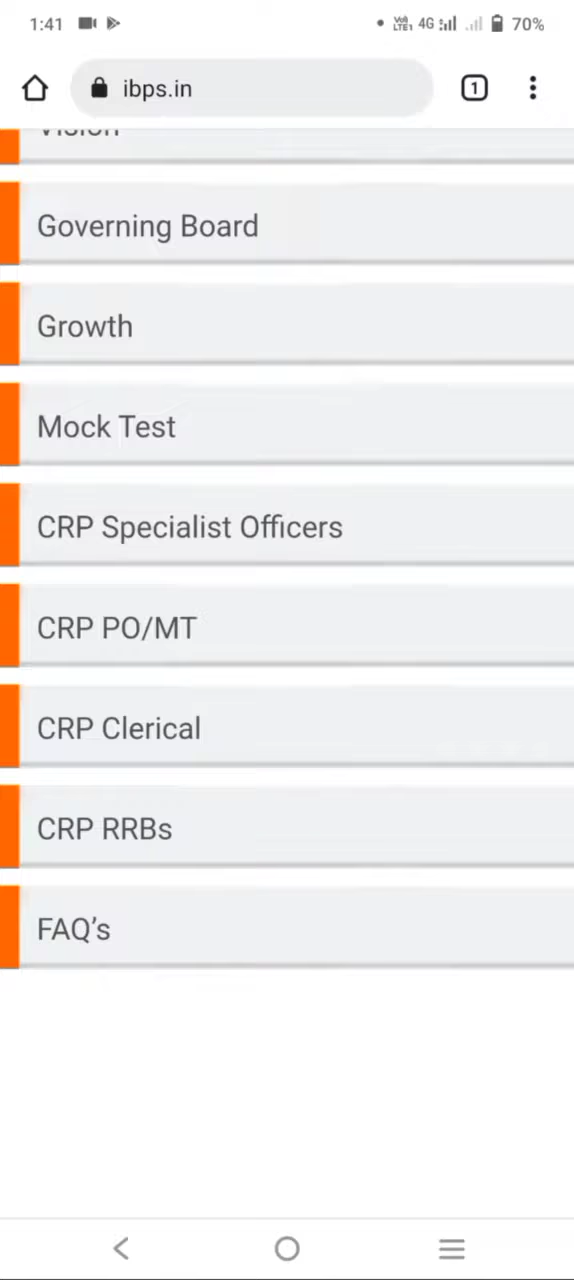 1:41
4G
70%
ibps.in
1
Vision
Governing Board
Growth
Mock Test
CRP Specialist Officers
CRP PO/MT
CRP Clerical
CRP RRBs
FAQ’s